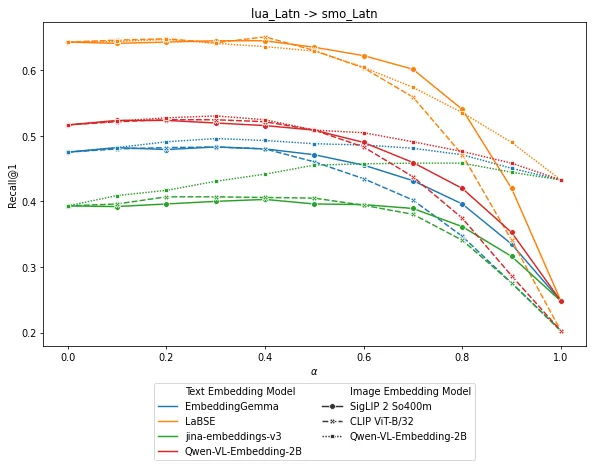 lua_Latn -> smo_Latn
Recall@1
0.6
0.5
0.4
0.3
0.2
0.0
0.2
0.4
0.6
0.8
1.0
α
Text Embedding Model
EmbeddingGemma
LaBSE
jina-embeddings-v3
Qwen-VL-Embedding-2B
Image Embedding Model
SigLIP 2 So400m
CLIP ViT-B/32
Qwen-VL-Embedding-2B